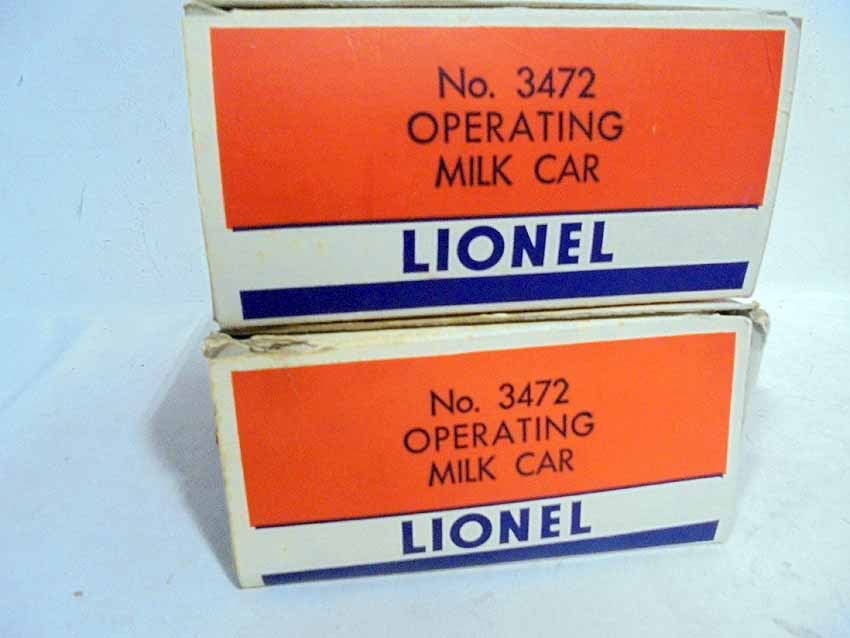 No. 3472
OPERATING
MILK CAR
LIONEL
No. 3472
OPERATING
MILK CAR
LIONEL